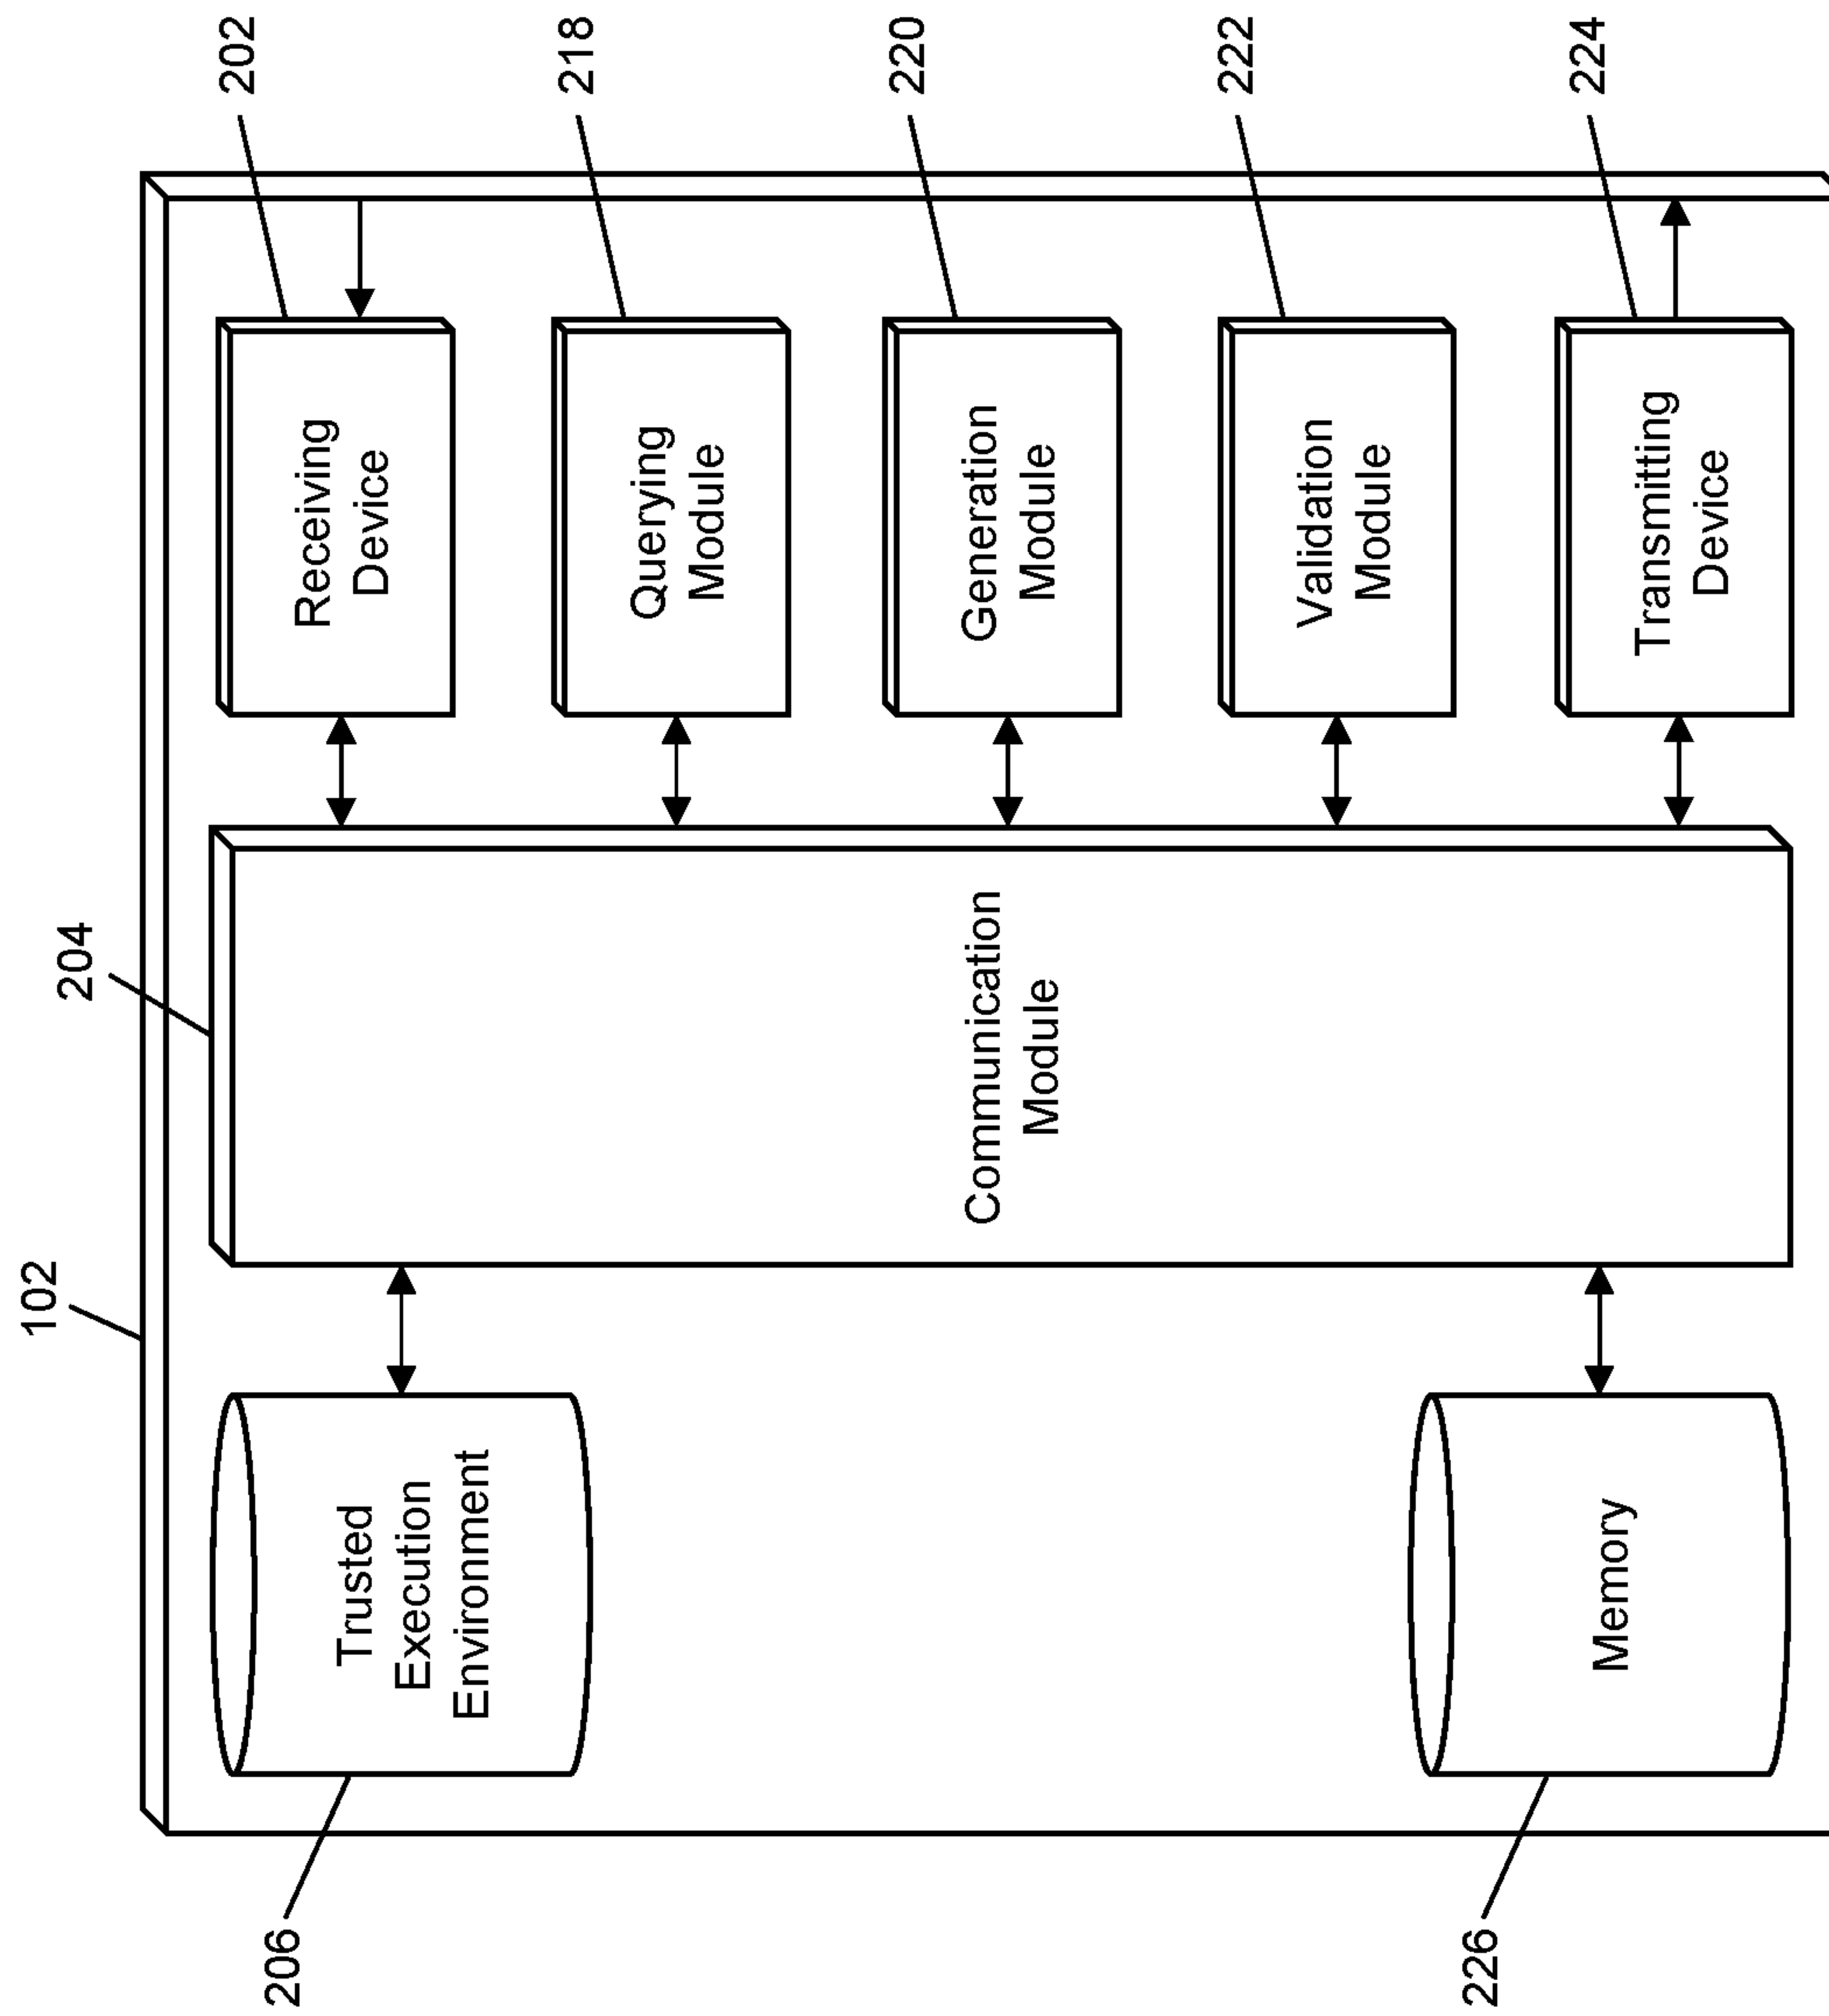 102
204
202
Receiving
Device
218
Querying
Module
220
Generation
Module
222
Validation
Module
224
Transmitting
Device
Communication
Module
206
Trusted
Execution
Environment
226
Memory